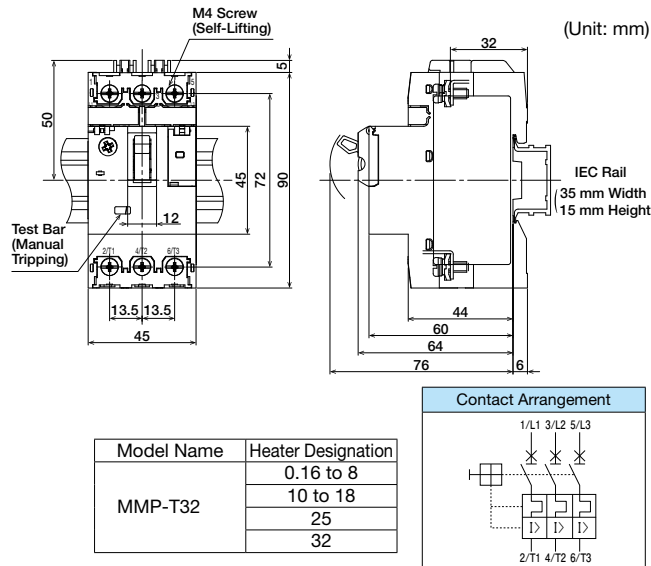 M4 Screw
(Self-Lifting)
(Unit: mm)
32
5
50
1
5
45
72
90
12
Test Bar
(Manual
Tripping)
2/T1 4/T2 6/T3
13.5 13.5
45
IEC Rail
35 mm Width
15 mm Height
44
60
64
76
6
Contact Arrangement
1/L1 3/L2 5/L3
I> I> I>
2/T1 4/T2 6/T3
Model Name Heater Designation
MMP-T32
0.16 to 8
10 to 18
25
32